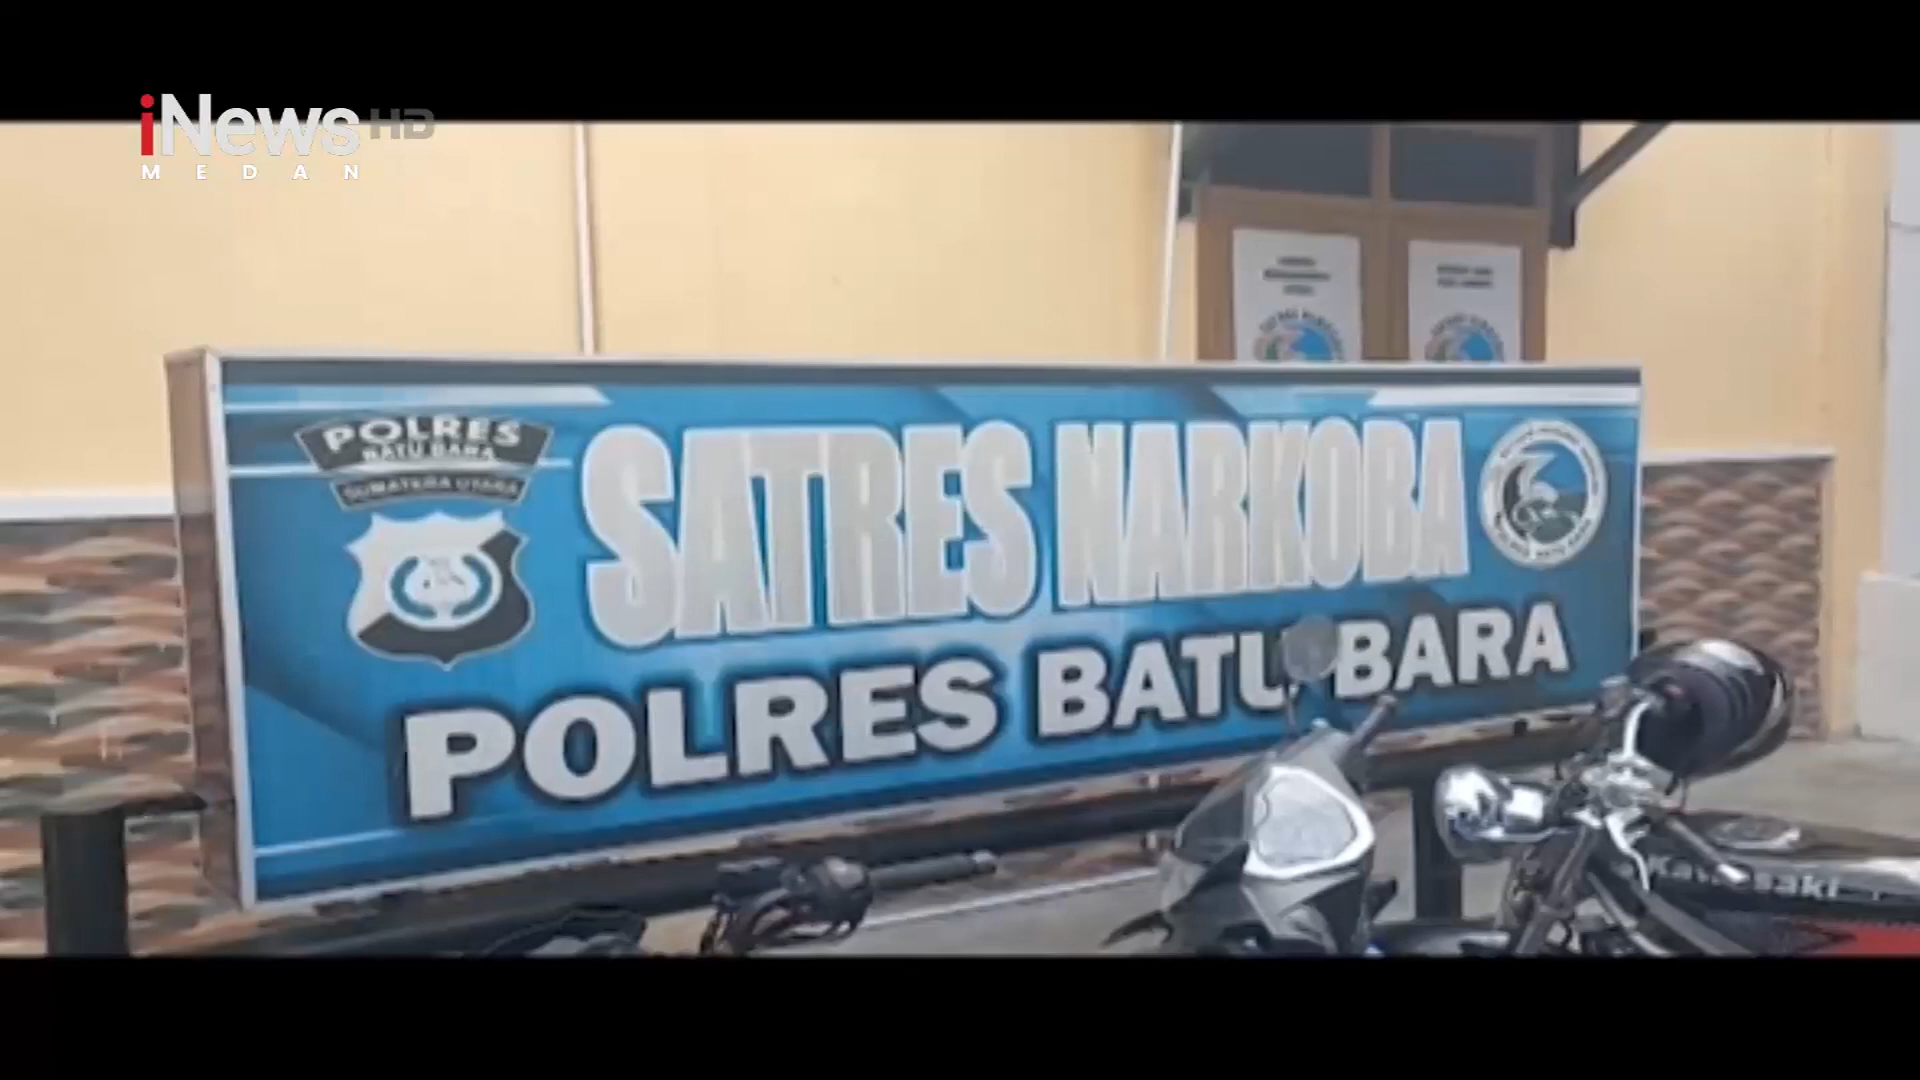 iNews HD
MEDAN
POLRES
BATU BARA
SUMATERA UTARA
SATRES NARKOBA
POLRES BATU BARA
Kawasaki